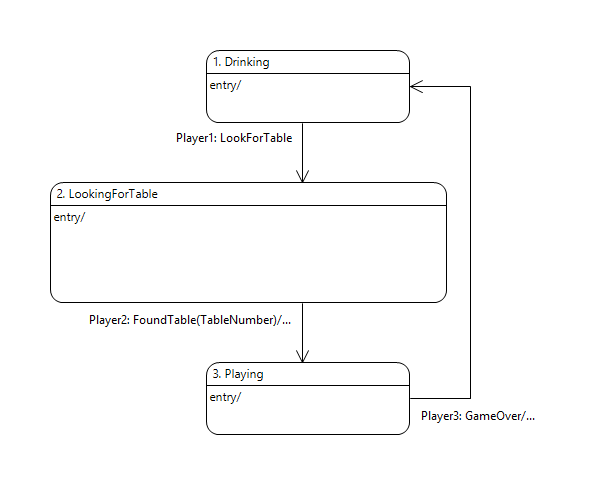 1. Drinking
entry/
Player1: LookForTable
2. LookingForTable
entry/
Player2: FoundTable(TableNumber)/...
3. Playing
entry/
Player3: GameOver/...